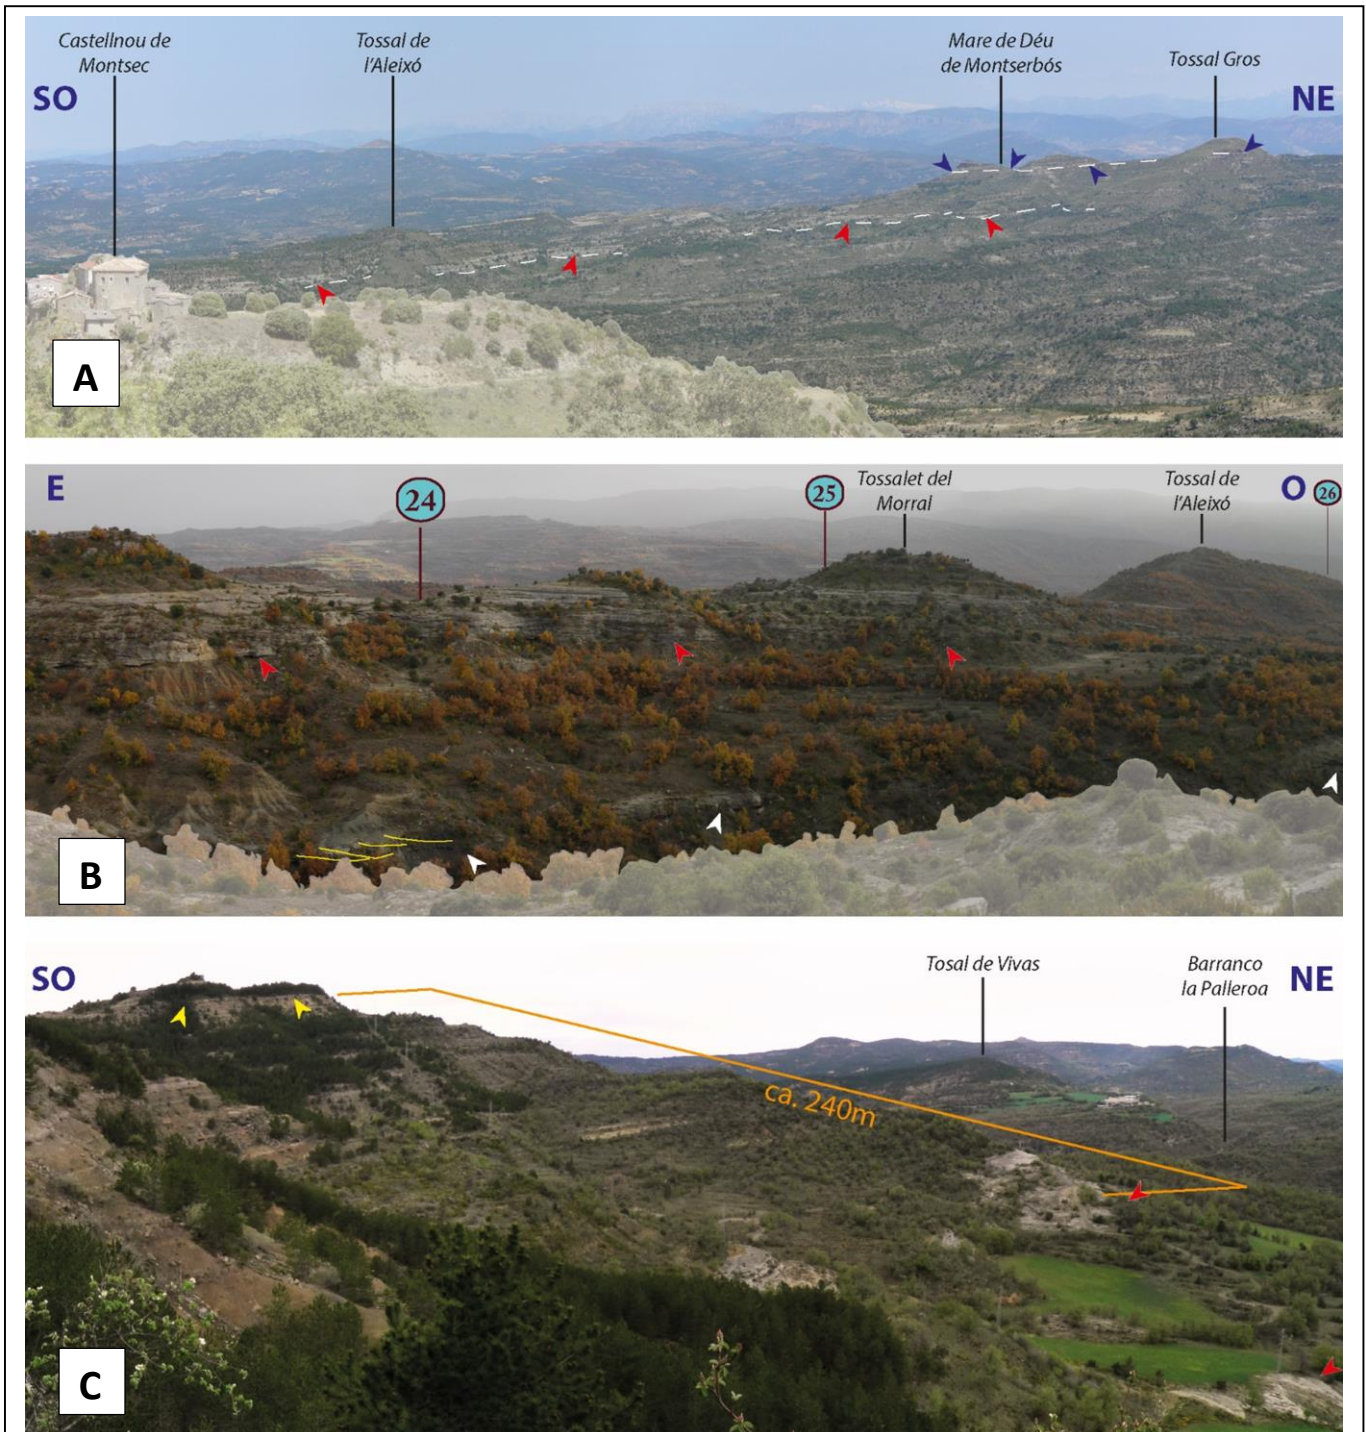 Castellnou de
Montsec
Tossal de
l'Aleixó
Mare de Déu
de Montserbós
Tossal Gros
SO
NE
A
E
24
25
Tossalet del
Morral
Tossal de
l'Aleixó
O
26
B
SO
Tosal de Vivas
Barranco
la Palleroa
NE
ca. 240m
C